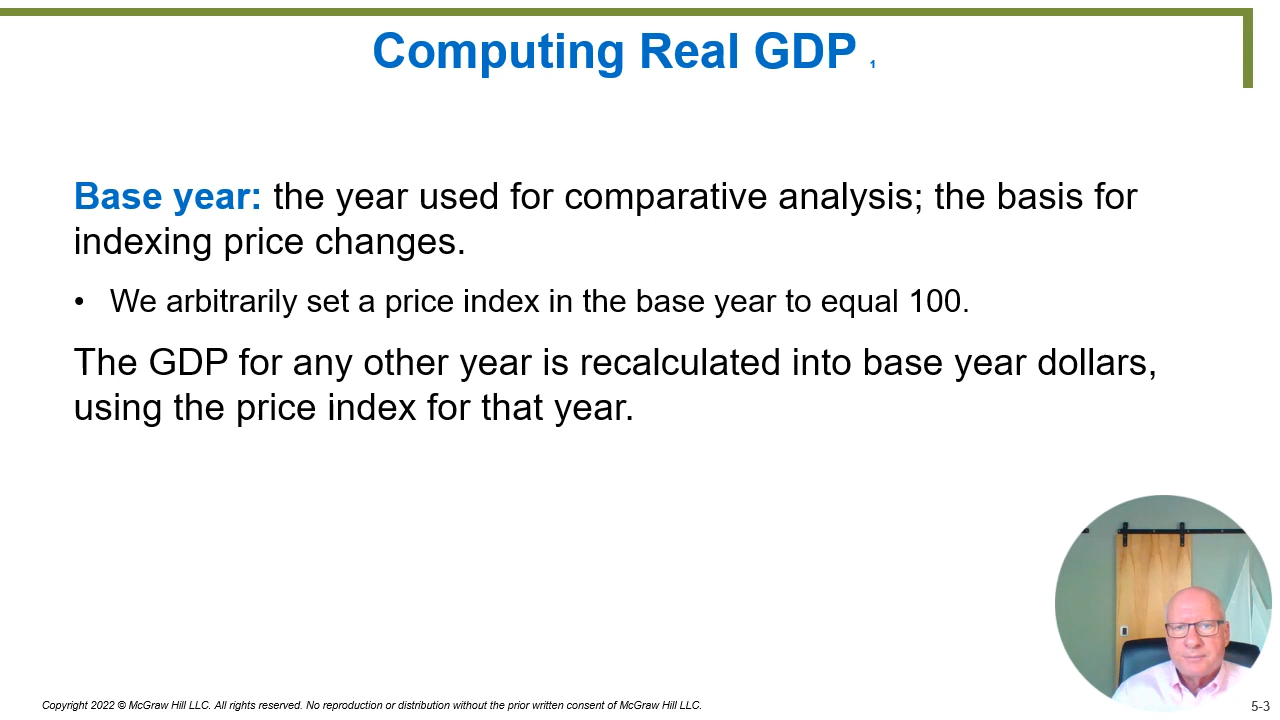 Computing Real GDP 1
Base year: the year used for comparative analysis; the basis for
indexing price changes.
• We arbitrarily set a price index in the base year to equal 100.
The GDP for any other year is recalculated into base year dollars,
using the price index for that year.
Copyright 2022 © McGraw Hill LLC. All rights reserved. No reproduction or distribution without the prior written consent of McGraw Hill LLC.
5-3